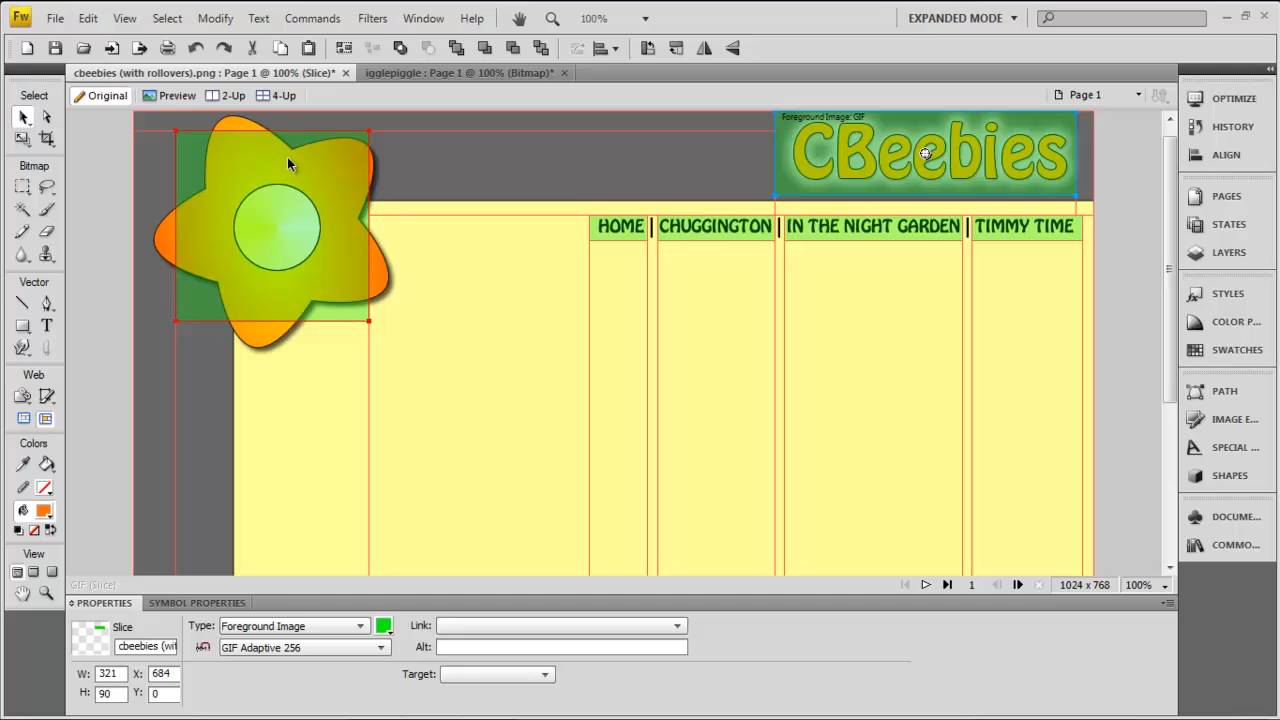 Fw File Edit View Select Modify Text Commands Filters Window Help 100% EXPANDED MODE
cbeebies (with rollovers).png : Page 1 @ 100% (Slice)* igglepiggle : Page 1 @ 100% (Bitmap)*
Original Preview 2-Up 4-Up Page 1
Select
Bitmap
Vector
Web
Colors
View
Foreground Image: GIF
CBeebies
HOME | CHUGGINGTON | IN THE NIGHT GARDEN | TIMMY TIME
OPTIMIZE
HISTORY
ALIGN
PAGES
STATES
LAYERS
STYLES
COLOR P...
SWATCHES
PATH
IMAGE E...
SPECIAL ...
SHAPES
DOCUME...
COMMO...
GIF (Slice) 1 1024 x 768 100%
PROPERTIES SYMBOL PROPERTIES
Slice Type: Foreground Image Link:
cbeebies (wit GIF Adaptive 256 Alt:
W: 321 X: 684 Target:
H: 90 Y: 0